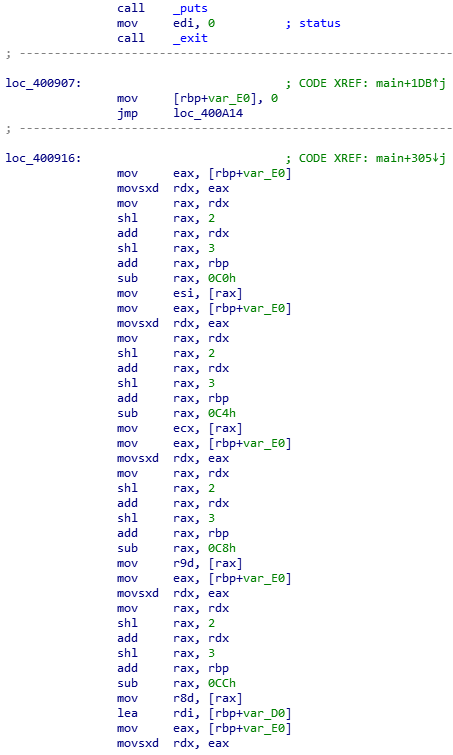 call    _puts
mov     edi, 0          ; status
call    _exit
; ---------------------------------------------------------------
loc_400907:                             ; CODE XREF: main+1DB↑j
mov     [rbp+var_E0], 0
jmp     loc_400A14
; ---------------------------------------------------------------
loc_400916:                             ; CODE XREF: main+305↓j
mov     eax, [rbp+var_E0]
movsxd  rdx, eax
mov     rax, rdx
shl     rax, 2
add     rax, rdx
shl     rax, 3
add     rax, rbp
sub     rax, 0C0h
mov     esi, [rax]
mov     eax, [rbp+var_E0]
movsxd  rdx, eax
mov     rax, rdx
shl     rax, 2
add     rax, rdx
shl     rax, 3
add     rax, rbp
sub     rax, 0C4h
mov     ecx, [rax]
mov     eax, [rbp+var_E0]
movsxd  rdx, eax
mov     rax, rdx
shl     rax, 2
add     rax, rdx
shl     rax, 3
add     rax, rbp
sub     rax, 0C8h
mov     r9d, [rax]
mov     eax, [rbp+var_E0]
movsxd  rdx, eax
mov     rax, rdx
shl     rax, 2
add     rax, rdx
shl     rax, 3
add     rax, rbp
sub     rax, 0CCh
mov     r8d, [rax]
lea     rdi, [rbp+var_D0]
mov     eax, [rbp+var_E0]
movsxd  rdx, eax